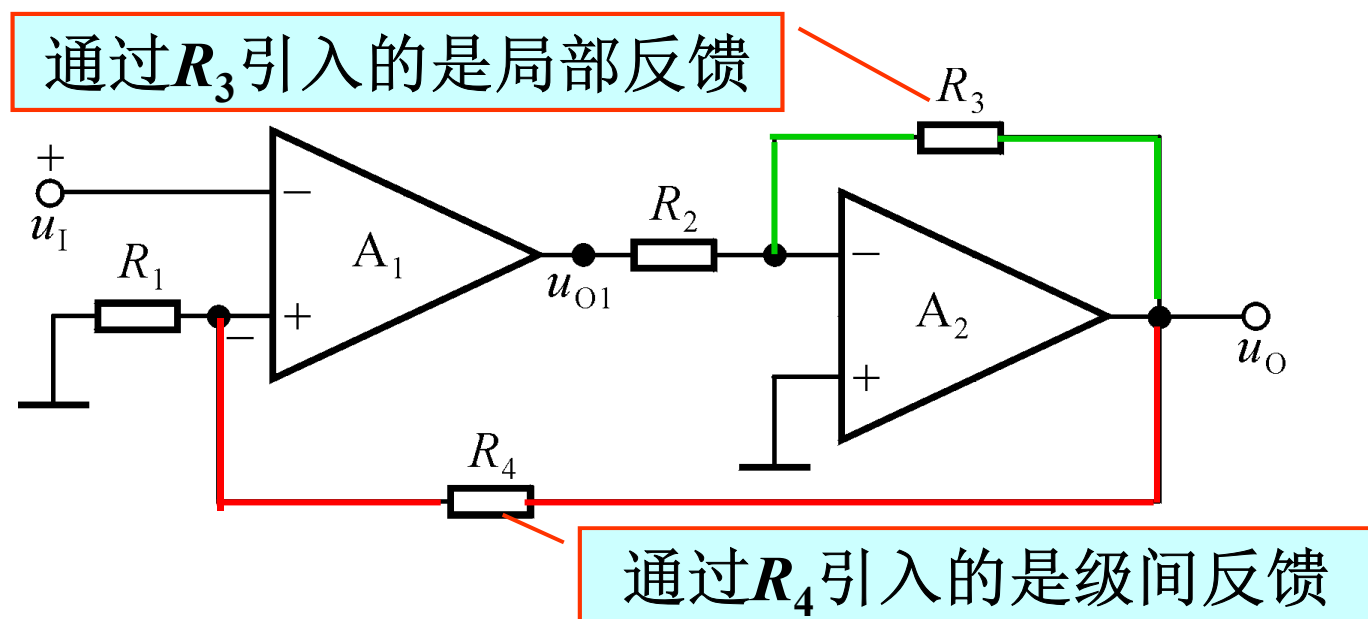 通过R3引入的是局部反馈
R3
+
uI
−
A1
R2
R1
uO1
+
−
−
A2
+
uO
R4
通过R4引入的是级间反馈